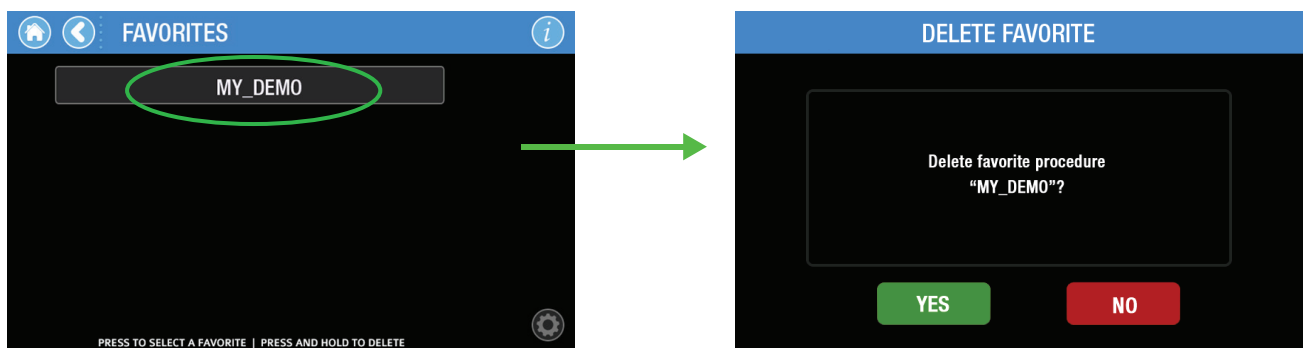 FAVORITES
MY_DEMO
PRESS TO SELECT A FAVORITE | PRESS AND HOLD TO DELETE
DELETE FAVORITE
Delete favorite procedure
“MY_DEMO”?
YES
NO